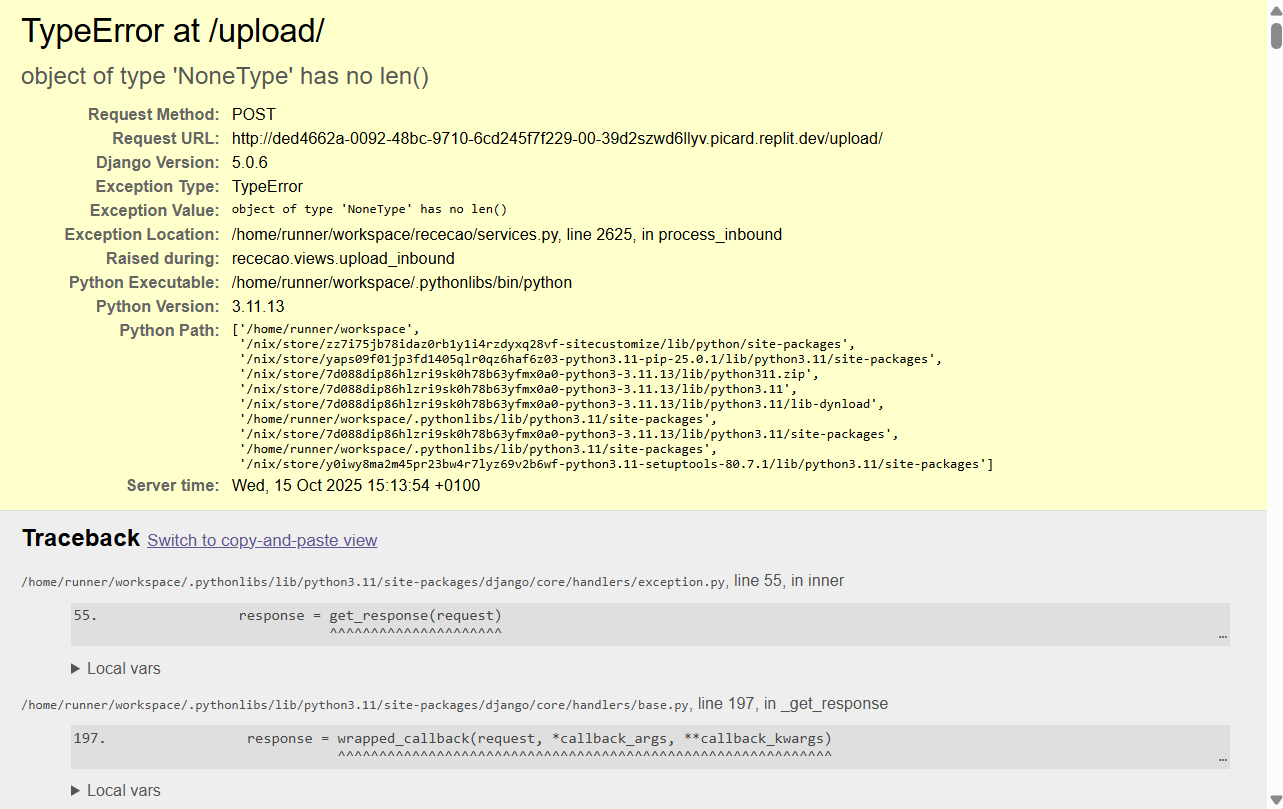 TypeError at /upload/
object of type 'NoneType' has no len()
Request Method: POST
Request URL: http://ded4662a-0092-48bc-9710-6cd245f7f229-00-39d2szwd6llyv.picard.replit.dev/upload/
Django Version: 5.0.6
Exception Type: TypeError
Exception Value: object of type 'NoneType' has no len()
Exception Location: /home/runner/workspace/rececao/services.py, line 2625, in process_inbound
Raised during: rececao.views.upload_inbound
Python Executable: /home/runner/workspace/.pythonlibs/bin/python
Python Version: 3.11.13
Python Path: ['/home/runner/workspace',
'/nix/store/zz7i75jb78idaz0rb1y1i4rzdyxq28vf-sitecustomize/lib/python/site-packages',
'/nix/store/yaps09f01jp3fd1405qlr0qz6haf6z03-python3.11-pip-25.0.1/lib/python3.11/site-packages',
'/nix/store/7d088dip86hlzri9sk0h78b63yfmx0a0-python3-3.11.13/lib/python311.zip',
'/nix/store/7d088dip86hlzri9sk0h78b63yfmx0a0-python3-3.11.13/lib/python3.11',
'/nix/store/7d088dip86hlzri9sk0h78b63yfmx0a0-python3-3.11.13/lib/python3.11/lib-dynload',
'/home/runner/workspace/.pythonlibs/lib/python3.11/site-packages',
'/nix/store/7d088dip86hlzri9sk0h78b63yfmx0a0-python3-3.11.13/lib/python3.11/site-packages',
'/home/runner/workspace/.pythonlibs/lib/python3.11/site-packages',
'/nix/store/y0iwy8ma2m45pr23bw4r7lyz69v2b6wf-python3.11-setuptools-80.7.1/lib/python3.11/site-packages']
Server time: Wed, 15 Oct 2025 15:13:54 +0100
Traceback Switch to copy-and-paste view
/home/runner/workspace/.pythonlibs/lib/python3.11/site-packages/django/core/handlers/exception.py, line 55, in inner
55. response = get_response(request)
^^^^^^^^^^^^^^^^^^^^^
…
Local vars
/home/runner/workspace/.pythonlibs/lib/python3.11/site-packages/django/core/handlers/base.py, line 197, in _get_response
197. response = wrapped_callback(request, *callback_args, **callback_kwargs)
^^^^^^^^^^^^^^^^^^^^^^^^^^^^^^^^^^^^^^^^^^^^^^^^^^^^^^^^^^^^
…
Local vars